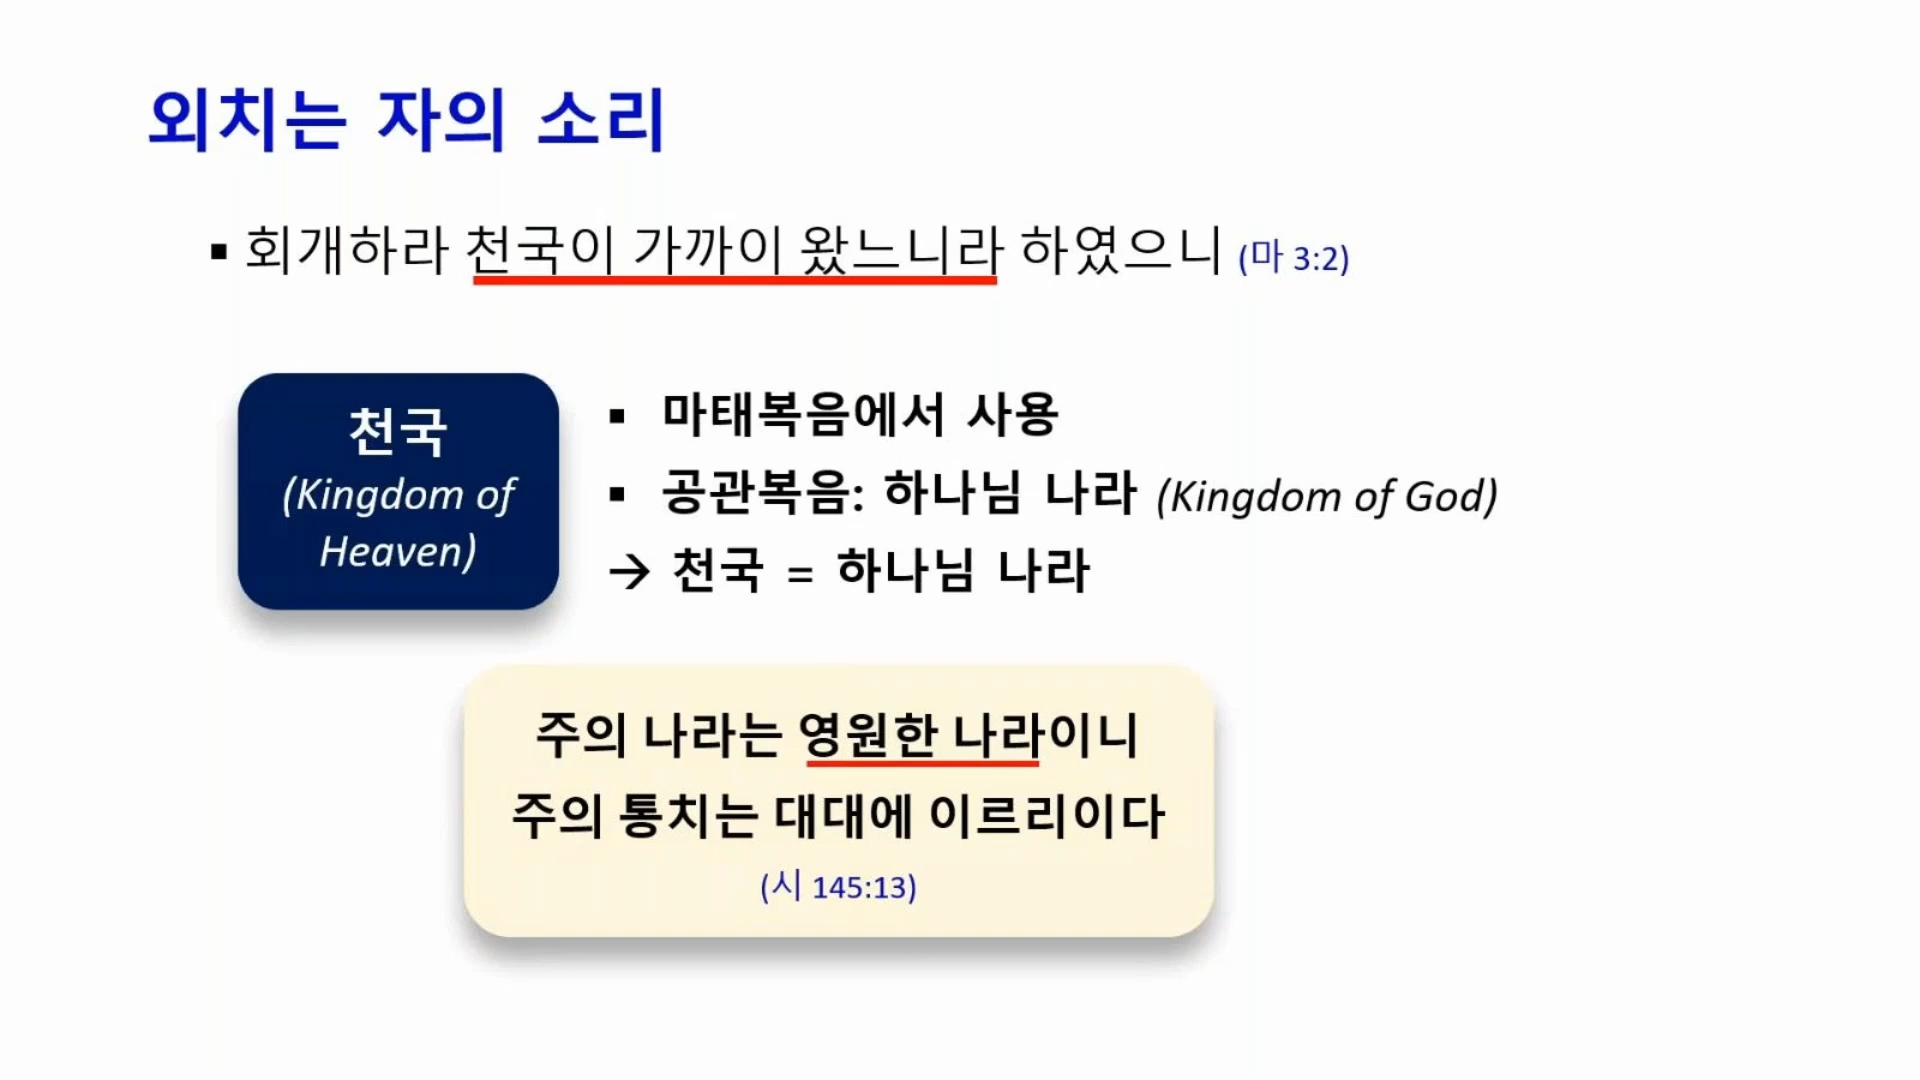 외치는 자의 소리
▪ 회개하라 천국이 가까이 왔느니라 하였으니 (마 3:2)
천국
(Kingdom of
Heaven)
▪ 마태복음에서 사용
▪ 공관복음: 하나님 나라 (Kingdom of God)
→ 천국 = 하나님 나라
주의 나라는 영원한 나라이니
주의 통치는 대대에 이르리이다
(시 145:13)